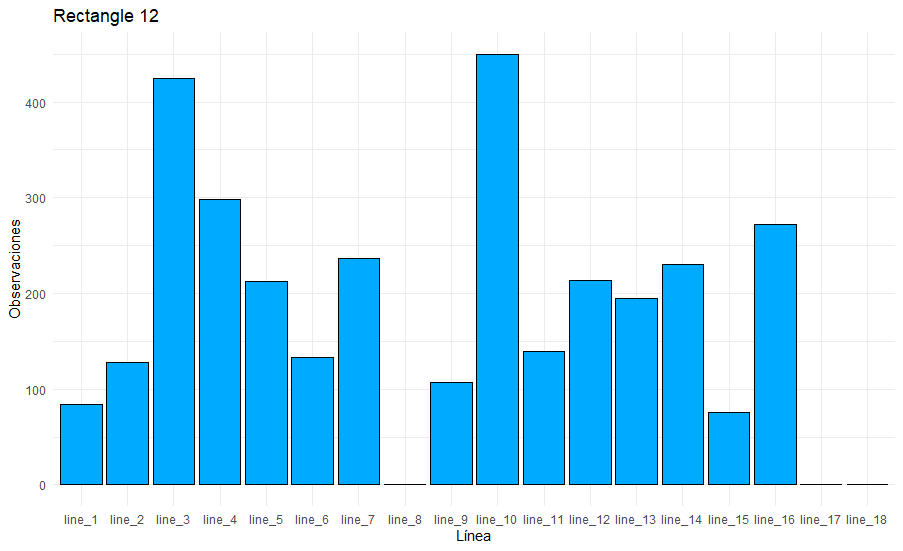 Rectangle 12
Observaciones
400
300
200
100
0
line_1 line_2 line_3 line_4 line_5 line_6 line_7 line_8 line_9 line_10 line_11 line_12 line_13 line_14 line_15 line_16 line_17 line_18
Línea